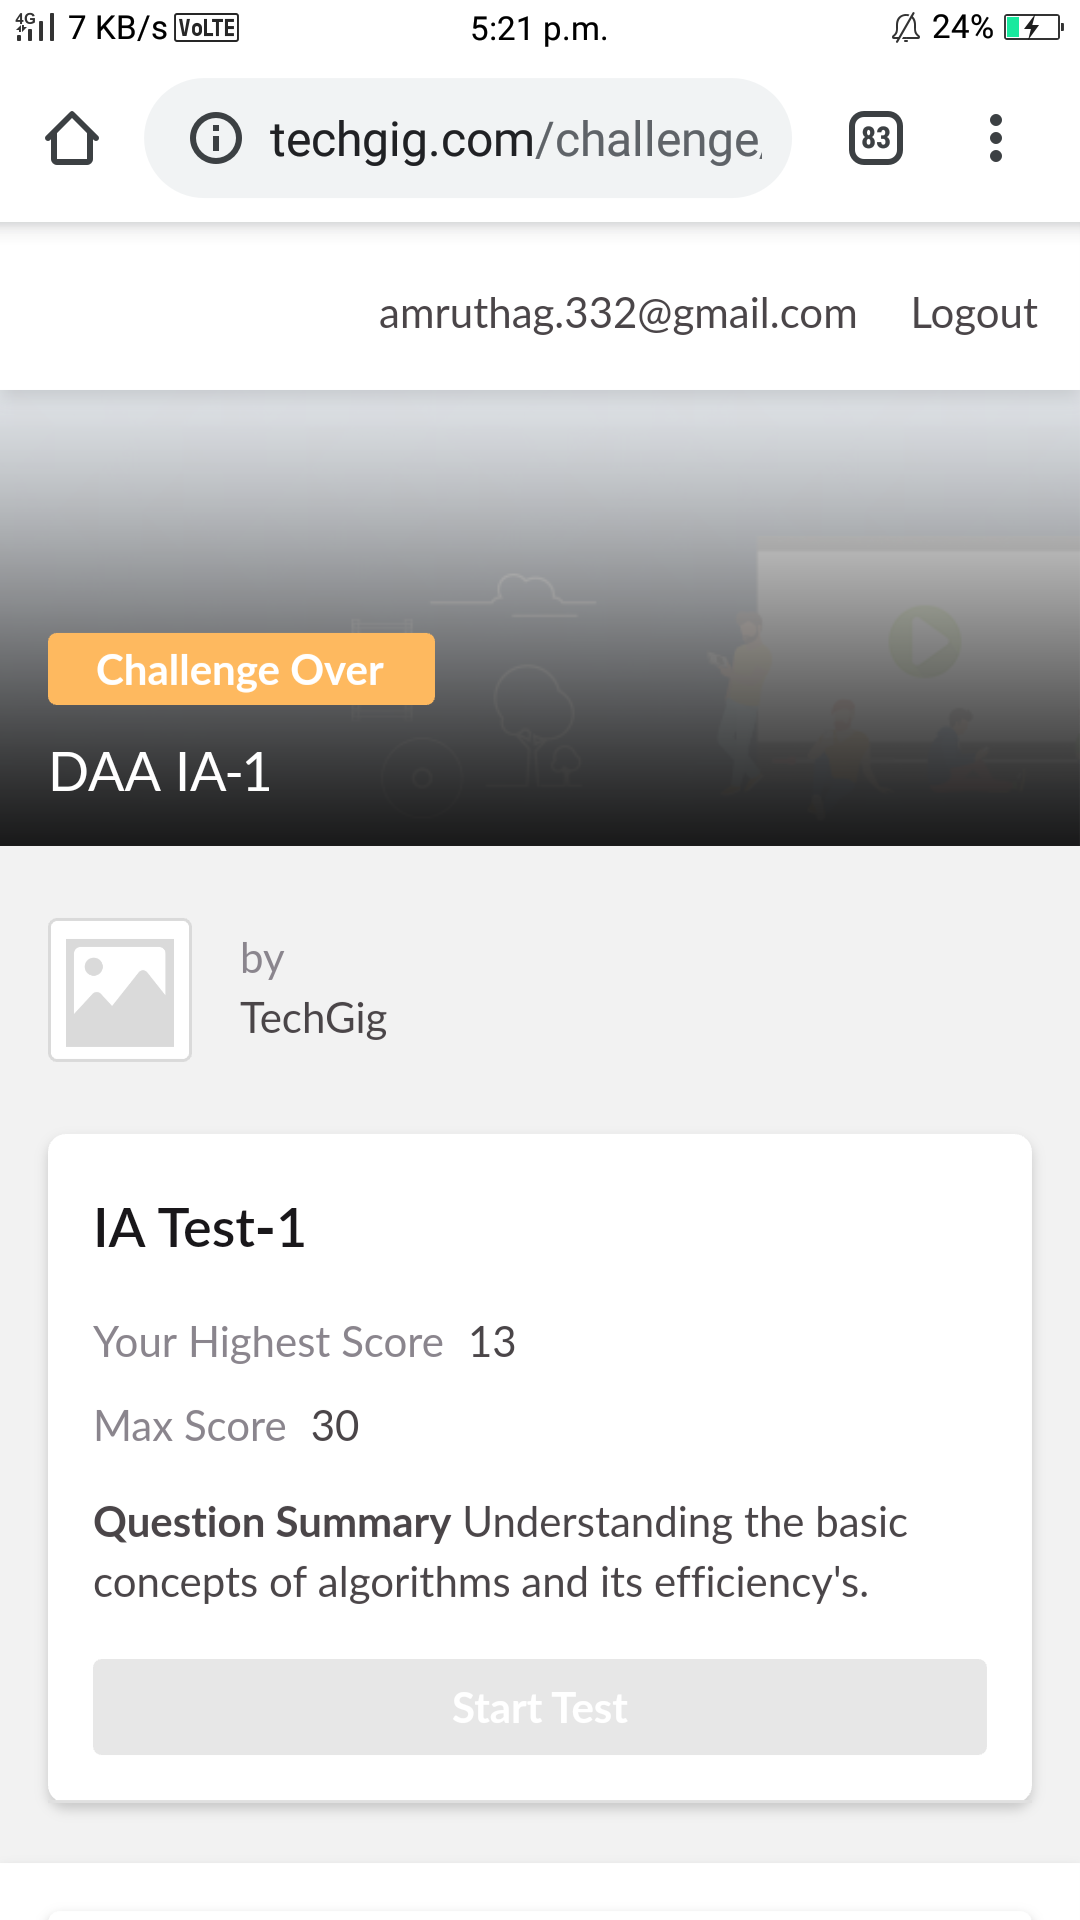 4G 7 KB/s VoLTE 5:21 p.m. 24%
techgig.com/challenge 83
amruthag.332@gmail.com Logout
Challenge Over
DAA IA-1
by
TechGig
IA Test-1
Your Highest Score 13
Max Score 30
Question Summary Understanding the basic
concepts of algorithms and its efficiency's.
Start Test